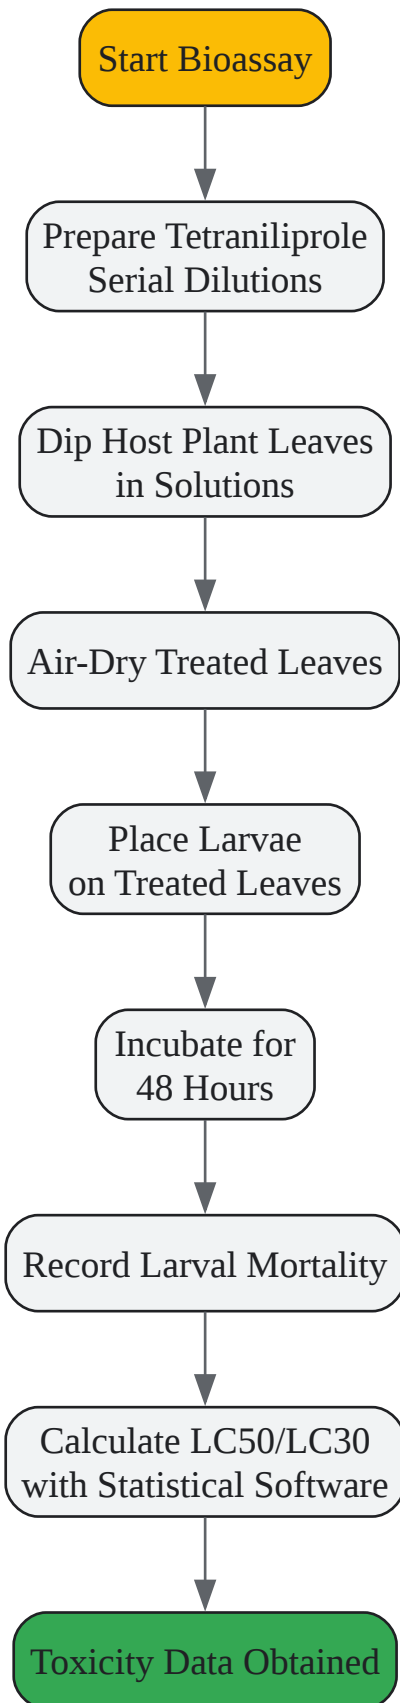 Start Bioassay
Prepare Tetraniliprole
Serial Dilutions
Dip Host Plant Leaves
in Solutions
Air-Dry Treated Leaves
Place Larvae
on Treated Leaves
Incubate for
48 Hours
Record Larval Mortality
Calculate LC50/LC30
with Statistical Software
Toxicity Data Obtained